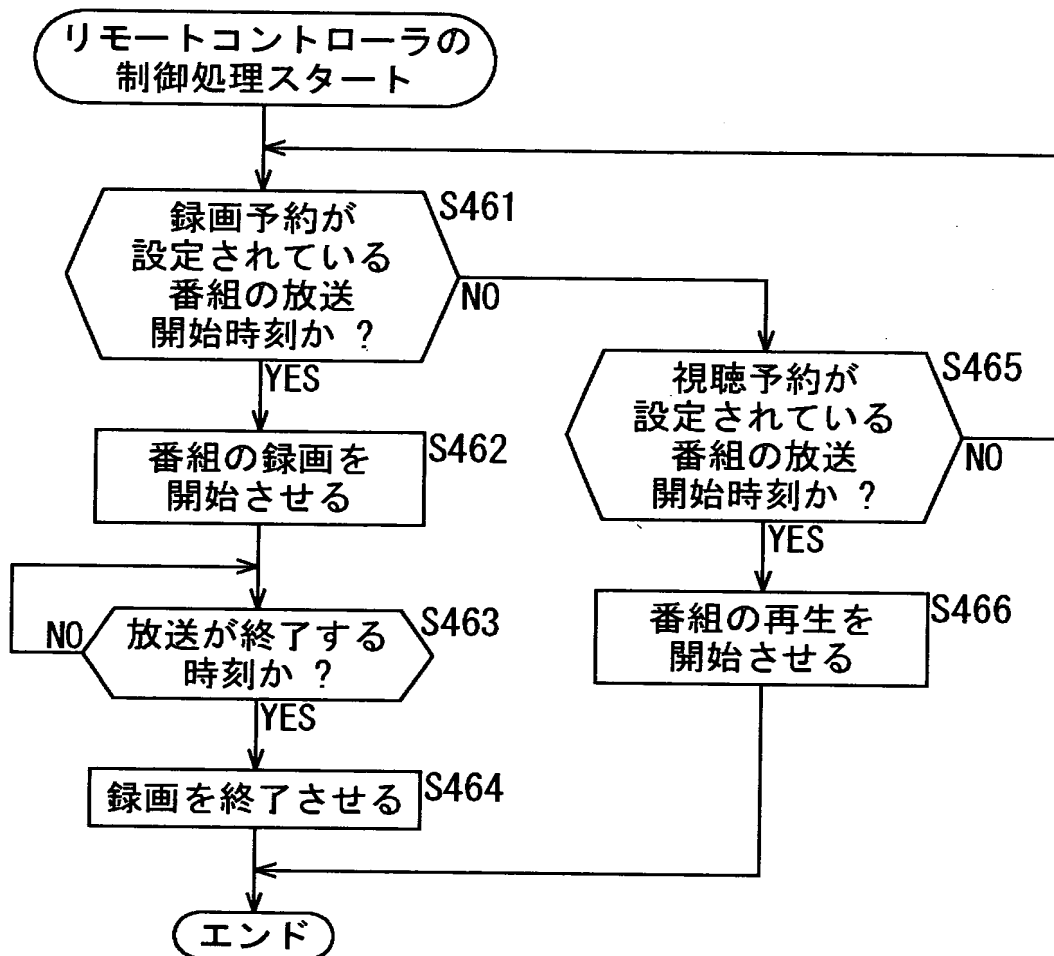 リモートコントローラの
制御処理スタート
録画予約が
設定されている
番組の放送
開始時刻か ?
S461
NO
YES
番組の録画を
開始させる
S462
放送が終了する
時刻か ?
S463
NO
YES
録画を終了させる
S464
視聴予約が
設定されている
番組の放送
開始時刻か ?
S465
NO
YES
番組の再生を
開始させる
S466
エンド